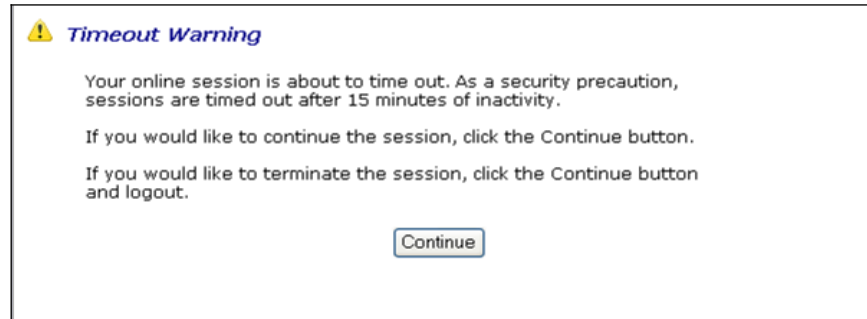 Timeout Warning
Your online session is about to time out. As a security precaution,
sessions are timed out after 15 minutes of inactivity.
If you would like to continue the session, click the Continue button.
If you would like to terminate the session, click the Continue button
and logout.
Continue